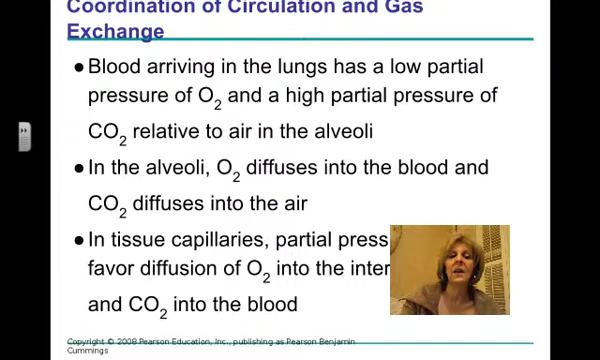 Coordination of Circulation and Gas
Exchange
● Blood arriving in the lungs has a low partial
pressure of O2 and a high partial pressure of
CO2 relative to air in the alveoli
● In the alveoli, O2 diffuses into the blood and
CO2 diffuses into the air
● In tissue capillaries, partial press
favor diffusion of O2 into the inter
and CO2 into the blood
Copyright © 2008 Pearson Education, Inc., publishing as Pearson Benjamin
Cummings